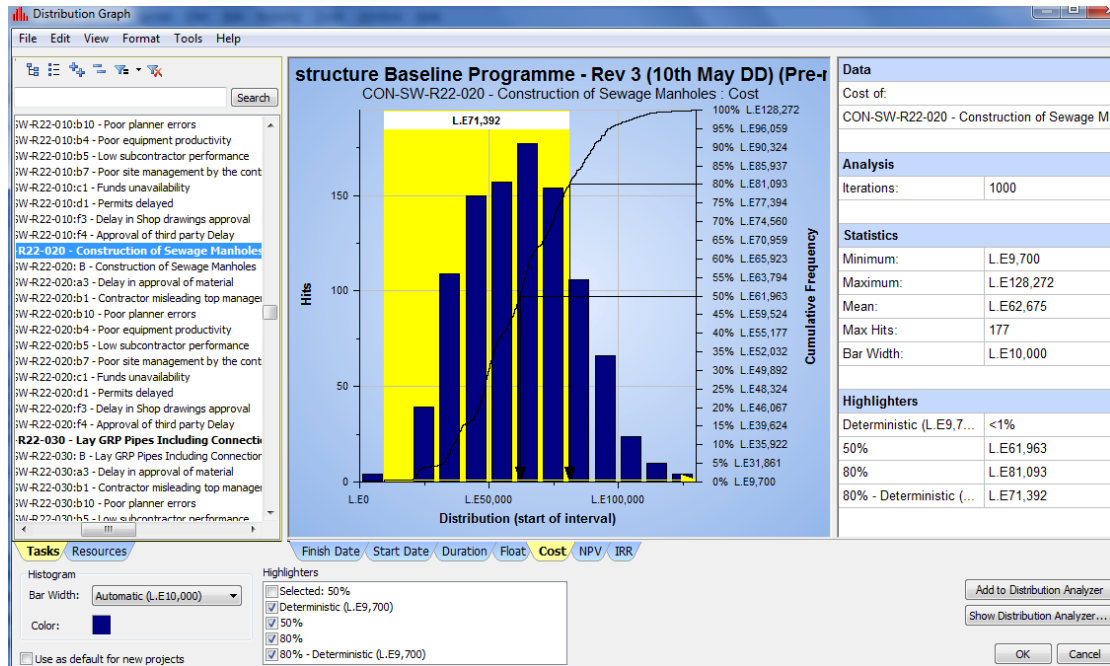 Distribution Graph
File Edit View Format Tools Help
Search
SW-R22-010:b10 - Poor planner errors
SW-R22-010:b4 - Poor equipment productivity
SW-R22-010:b5 - Low subcontractor performance
SW-R22-010:b7 - Poor site management by the cont
SW-R22-010:c1 - Funds unavailability
SW-R22-010:d1 - Permits delayed
SW-R22-010:f3 - Delay in Shop drawings approval
SW-R22-010:f4 - Approval of third party Delay
-R22-020 - Construction of Sewage Manholes
SW-R22-020: B - Construction of Sewage Manholes
SW-R22-020:a3 - Delay in approval of material
SW-R22-020:b1 - Contractor misleading top manager
SW-R22-020:b10 - Poor planner errors
SW-R22-020:b4 - Poor equipment productivity
SW-R22-020:b5 - Low subcontractor performance
SW-R22-020:b7 - Poor site management by the cont
SW-R22-020:c1 - Funds unavailability
SW-R22-020:d1 - Permits delayed
SW-R22-020:f3 - Delay in Shop drawings approval
SW-R22-020:f4 - Approval of third party Delay
-R22-030 - Lay GRP Pipes Including Connecti
SW-R22-030: B - Lay GRP Pipes Including Connection
SW-R22-030:a3 - Delay in approval of material
SW-R22-030:b1 - Contractor misleading top manager
SW-R22-030:b10 - Poor planner errors
SW-R22-030:b5 - Low subcontractor performance
Tasks Resources
structure Baseline Programme - Rev 3 (10th May DD) (Pre-r
CON-SW-R22-020 - Construction of Sewage Manholes : Cost
L.E71,392
Hits
150
100
50
0
L.E0
L.E50,000
L.E100,000
Distribution (start of interval)
100% L.E128,272
95% L.E96,059
90% L.E90,324
85% L.E85,937
80% L.E81,093
75% L.E77,394
70% L.E74,560
65% L.E70,959
60% L.E65,923
55% L.E63,794
50% L.E61,963
45% L.E59,524
40% L.E55,177
35% L.E52,032
30% L.E49,892
25% L.E48,324
20% L.E46,067
15% L.E39,624
10% L.E35,922
5% L.E31,861
0% L.E9,700
Cumulative Frequency
Finish Date Start Date Duration Float Cost NPV IRR
Data
Cost of:
CON-SW-R22-020 - Construction of Sewage M
Analysis
Iterations: 1000
Statistics
Minimum: L.E9,700
Maximum: L.E128,272
Mean: L.E62,675
Max Hits: 177
Bar Width: L.E10,000
Highlighters
Deterministic (L.E9,7... <1%
50% L.E61,963
80% L.E81,093
80% - Deterministic (... L.E71,392
Histogram
Bar Width: Automatic (L.E10,000)
Color:
Use as default for new projects
Highlighters
Selected: 50%
Deterministic (L.E9,700)
50%
80%
80% - Deterministic (L.E9,700)
Add to Distribution Analyzer
Show Distribution Analyzer...
OK Cancel